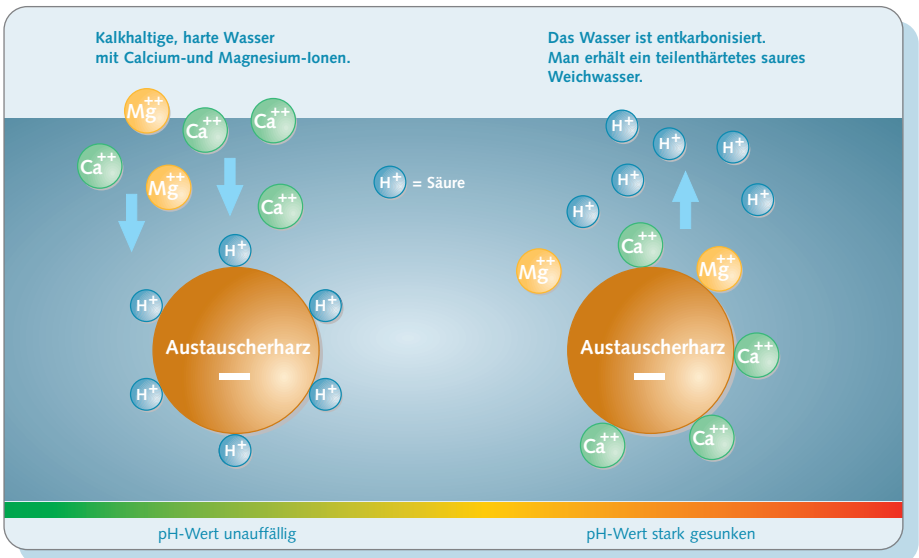 Kalkhaltige, harte Wasser
mit Calcium-und Magnesium-Ionen.
Das Wasser ist entkarbonisiert.
Man erhält ein teilenthärtetes saures
Weichwasser.
Mg++
Ca++
Ca++
Ca++
Mg++
Ca++
H+ = Säure
H+
H+
H+
H+
H+
H+
Austauscherharz
H+
H+
H+
H+
H+
H+
Ca++
Mg++
Mg++
Austauscherharz
Ca++
Ca++
Ca++
pH-Wert unauffällig
pH-Wert stark gesunken